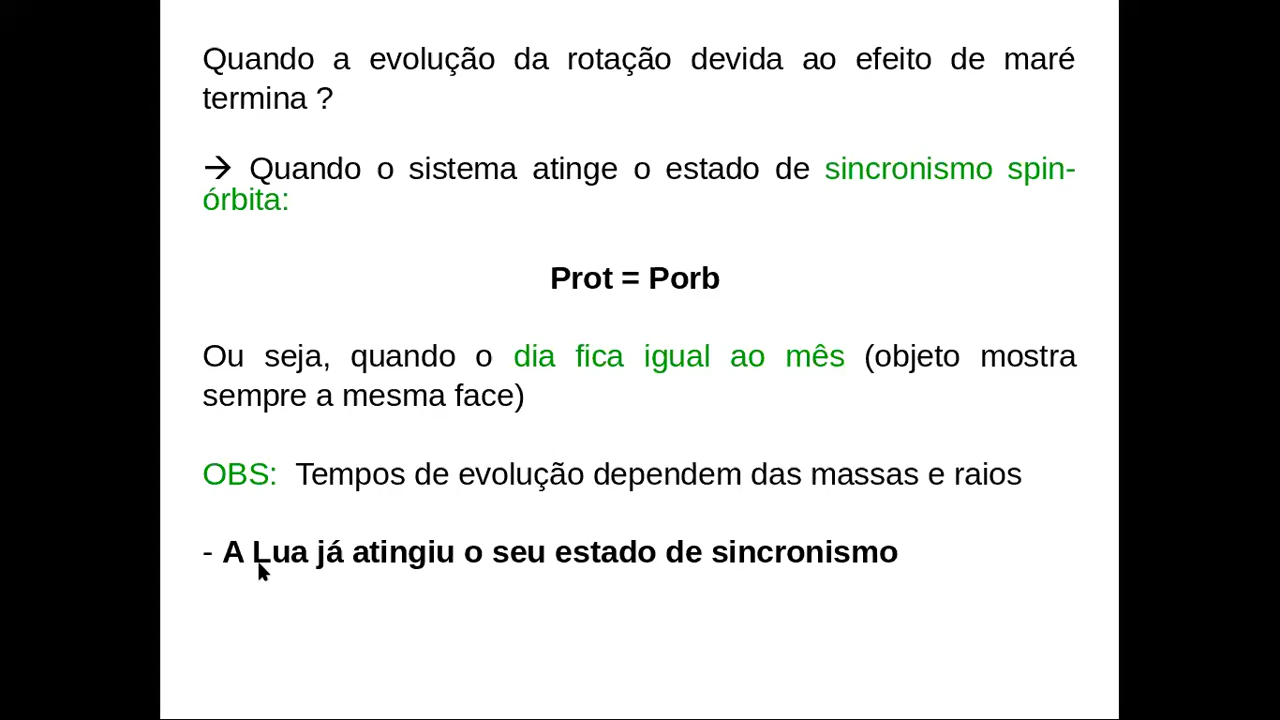 Quando a evolução da rotação devida ao efeito de maré
termina ?
→ Quando o sistema atinge o estado de sincronismo spin-
órbita:
Prot = Porb
Ou seja, quando o dia fica igual ao mês (objeto mostra
sempre a mesma face)
OBS: Tempos de evolução dependem das massas e raios
- A Lua já atingiu o seu estado de sincronismo